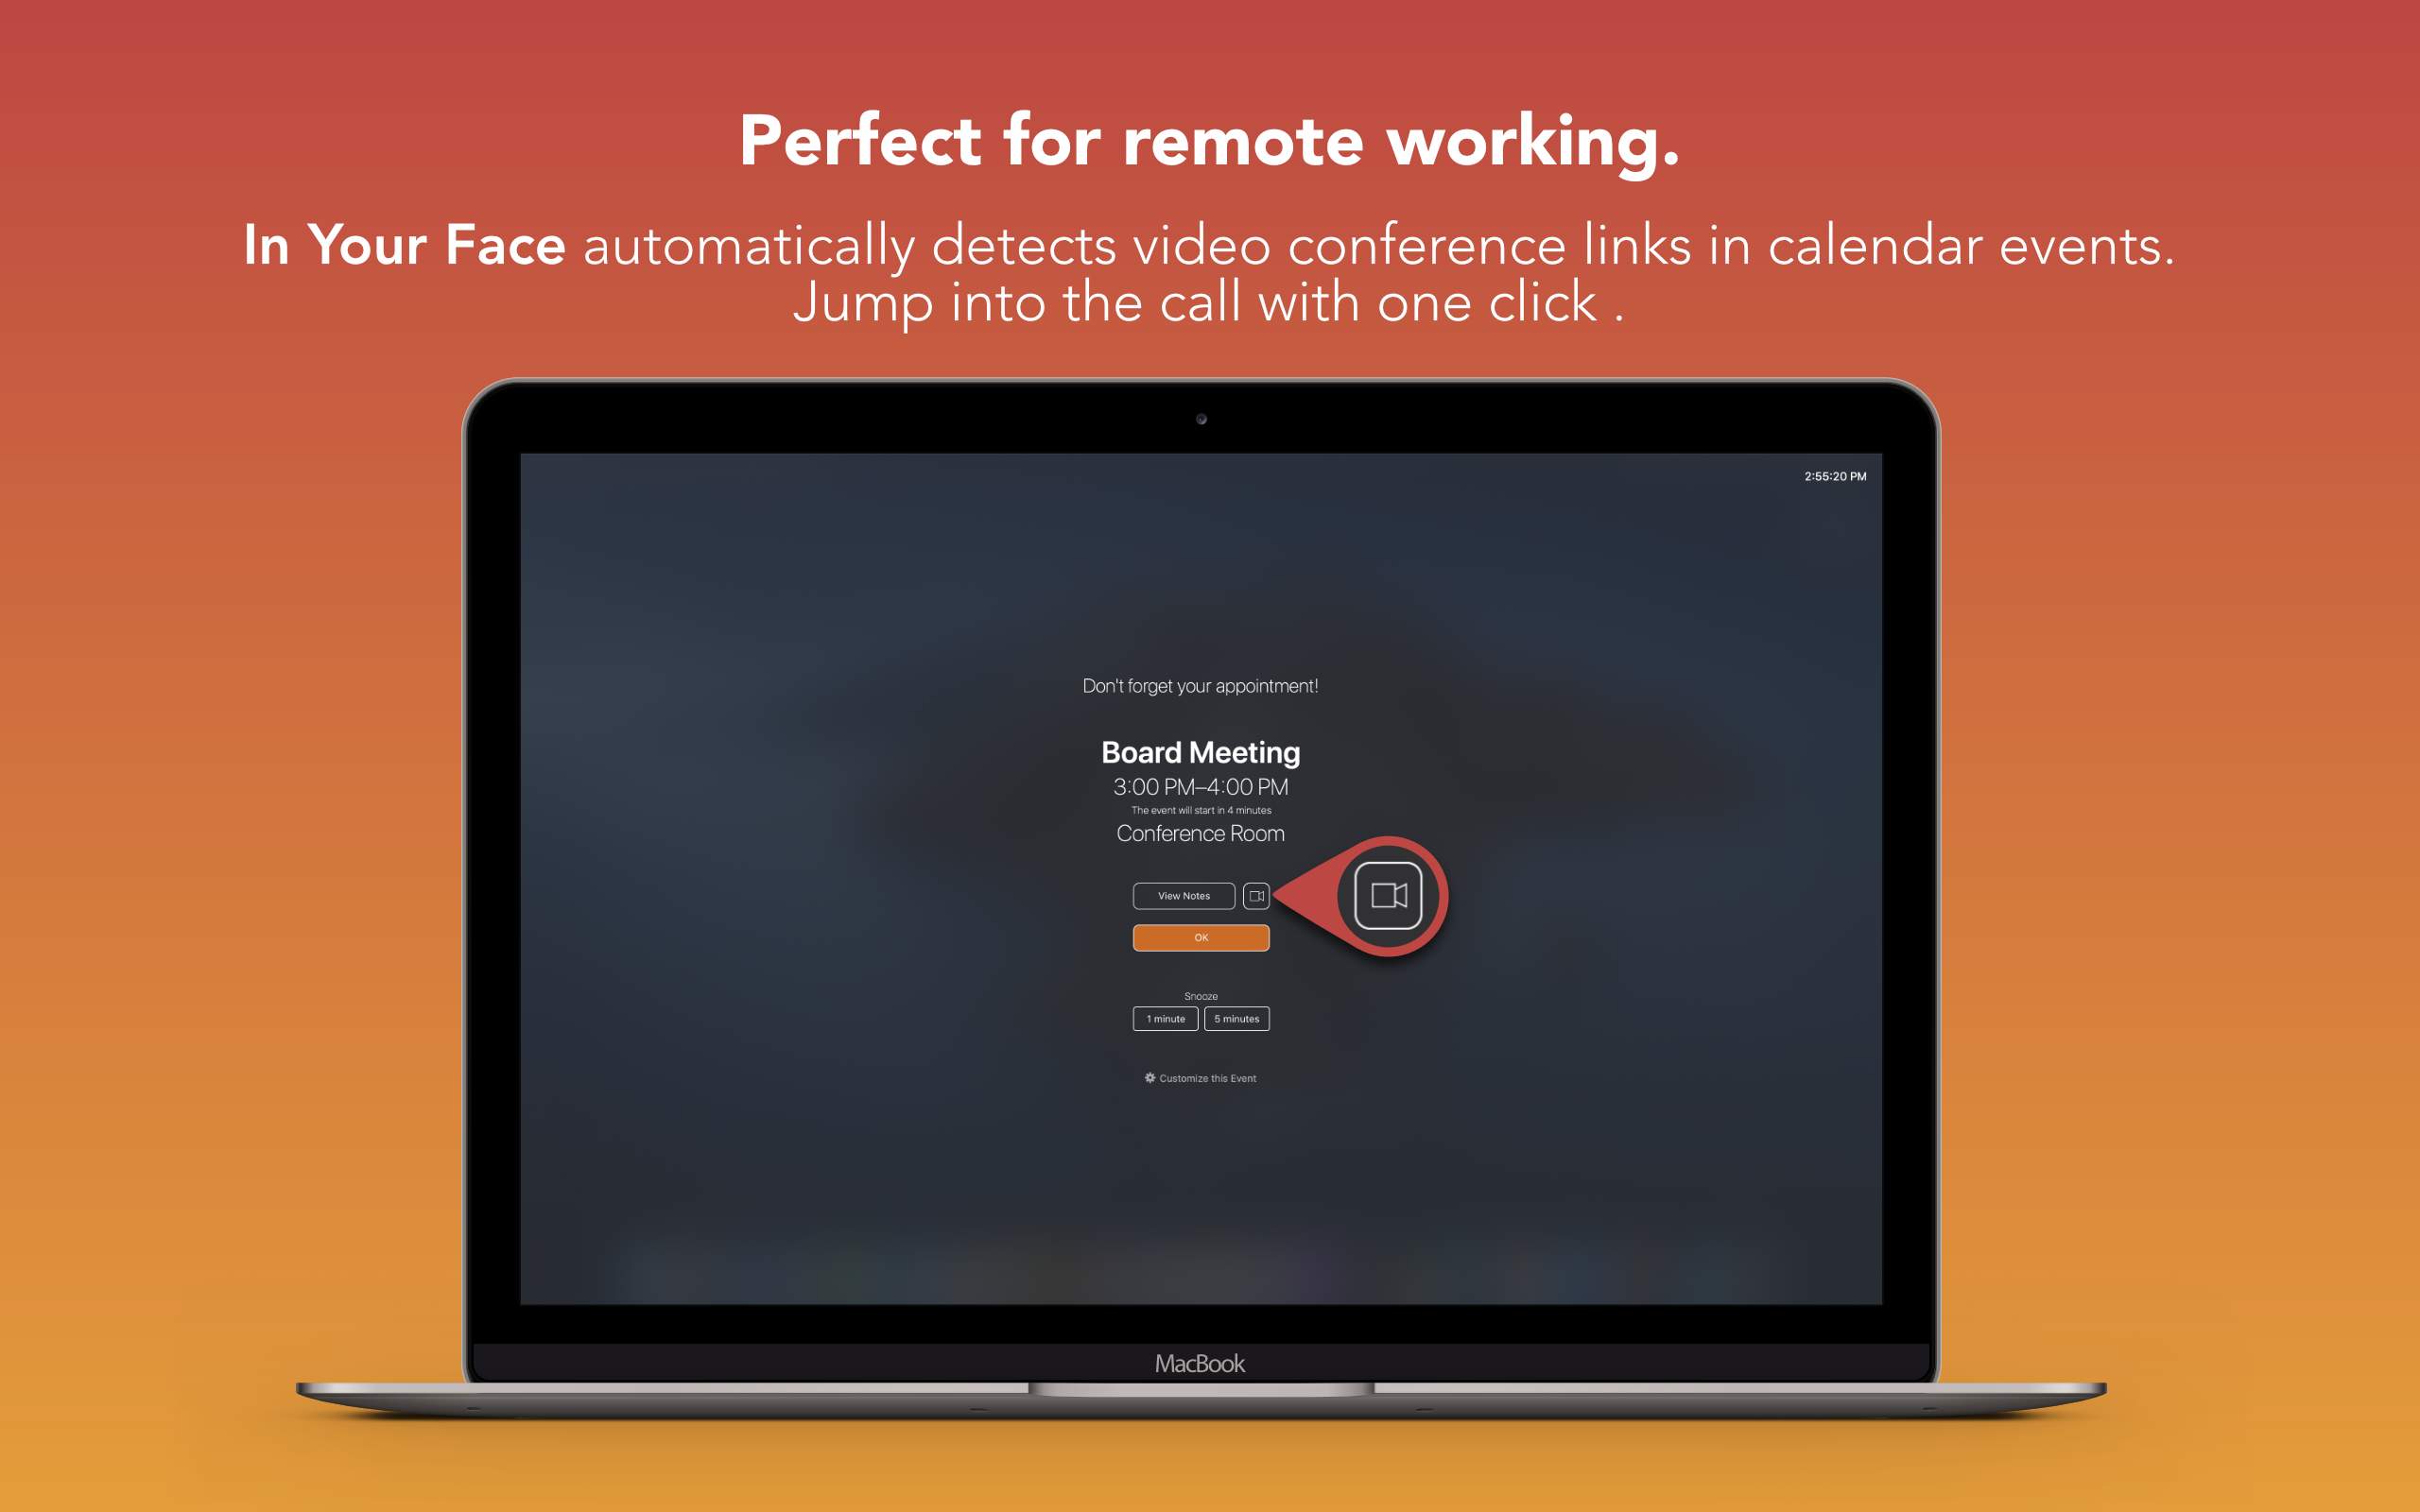 Perfect for remote working.
In Your Face automatically detects video conference links in calendar events.
Jump into the call with one click .
2:55:20 PM
Don't forget your appointment!
Board Meeting
3:00 PM–4:00 PM
The event will start in 4 minutes
Conference Room
View Notes
OK
Snooze
1 minute 5 minutes
Customize this Event
MacBook